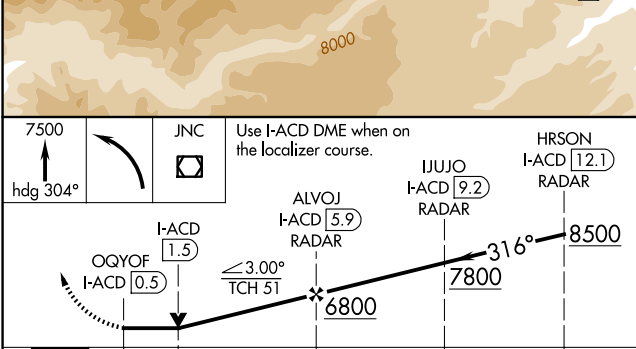 8000
7500
hdg 304°
JNC
Use I-ACD DME when on
the localizer course.
HRSON
I-ACD 12.1
RADAR
IJUJO
I-ACD 9.2
RADAR
ALVOJ
I-ACD 5.9
RADAR
I-ACD
1.5
OQYOF
I-ACD 0.5
3.00°
TCH 51
316°
8500
7800
6800